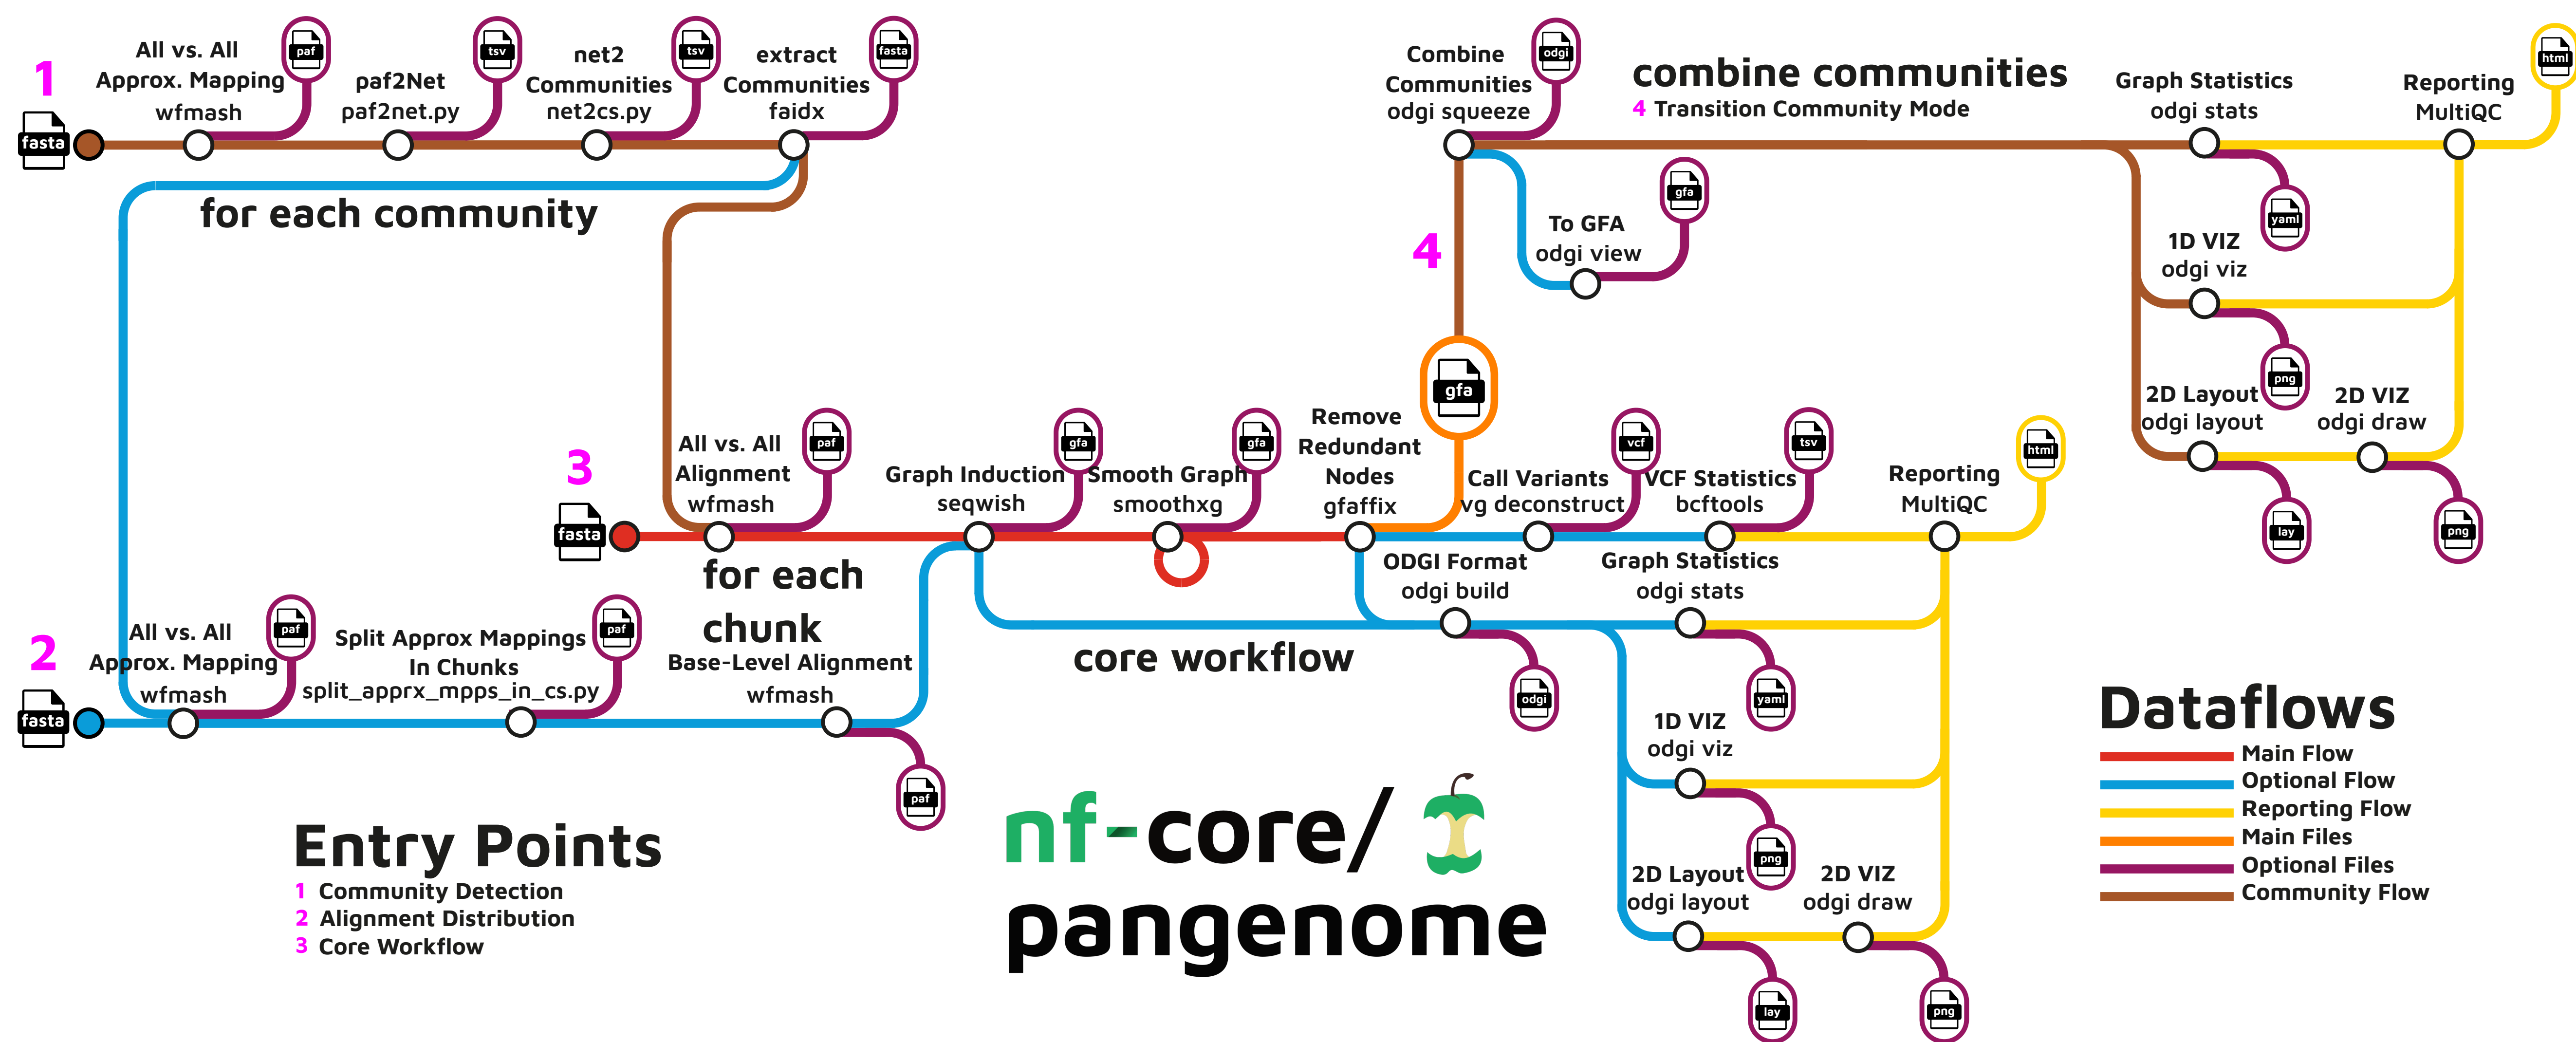 1
fasta
All vs. All
Approx. Mapping
wfmash
paf
paf2Net
paf2net.py
tsv
net2
Communities
net2cs.py
tsv
extract
Communities
faidx
fasta
for each community
Combine
Communities
odgi squeeze
odgi
combine communities
4 Transition Community Mode
To GFA
odgi view
gfa
4
gfa
Graph Statistics
odgi stats
yaml
Reporting
MultiQC
html
1D VIZ
odgi viz
png
2D Layout
odgi layout
lay
2D VIZ
odgi draw
png
3
fasta
All vs. All
Alignment
wfmash
paf
for each
chunk
Graph Induction
seqwish
gfa
Smooth Graph
smoothxg
gfa
Remove
Redundant
Nodes
gfaffix
Call Variants
vg deconstruct
vcf
VCF Statistics
bcftools
tsv
Reporting
MultiQC
html
ODGI Format
odgi build
odgi
Graph Statistics
odgi stats
yaml
core workflow
1D VIZ
odgi viz
png
2D Layout
odgi layout
lay
2D VIZ
odgi draw
png
2
fasta
All vs. All
Approx. Mapping
wfmash
paf
Split Approx Mappings
In Chunks
split_apprx_mpps_in_cs.py
paf
Base-Level Alignment
wfmash
paf
Entry Points
1 Community Detection
2 Alignment Distribution
3 Core Workflow
nf-core/
pangenome
Dataflows
Main Flow
Optional Flow
Reporting Flow
Main Files
Optional Files
Community Flow